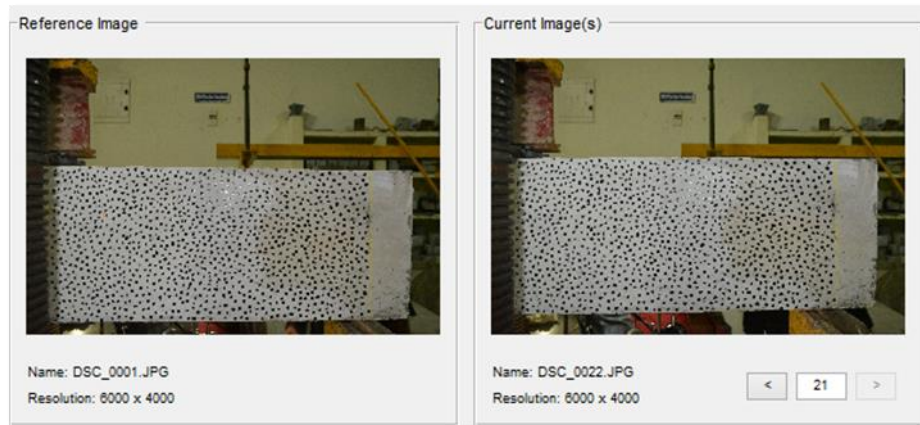 Reference Image
Name: DSC_0001.JPG
Resolution: 6000 x 4000
Current Image(s)
Name: DSC_0022.JPG
Resolution: 6000 x 4000
< 21 >